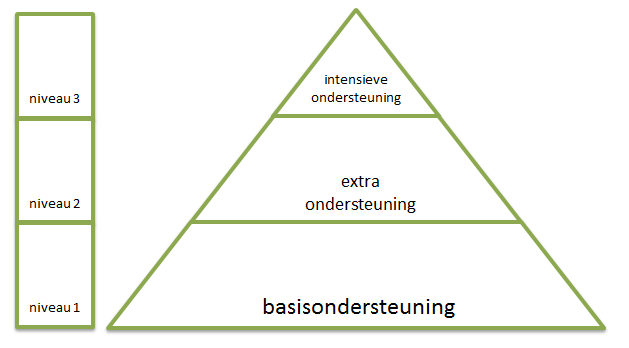 niveau 3
intensieve
ondersteuning
niveau 2
extra
ondersteuning
niveau 1
basisondersteuning